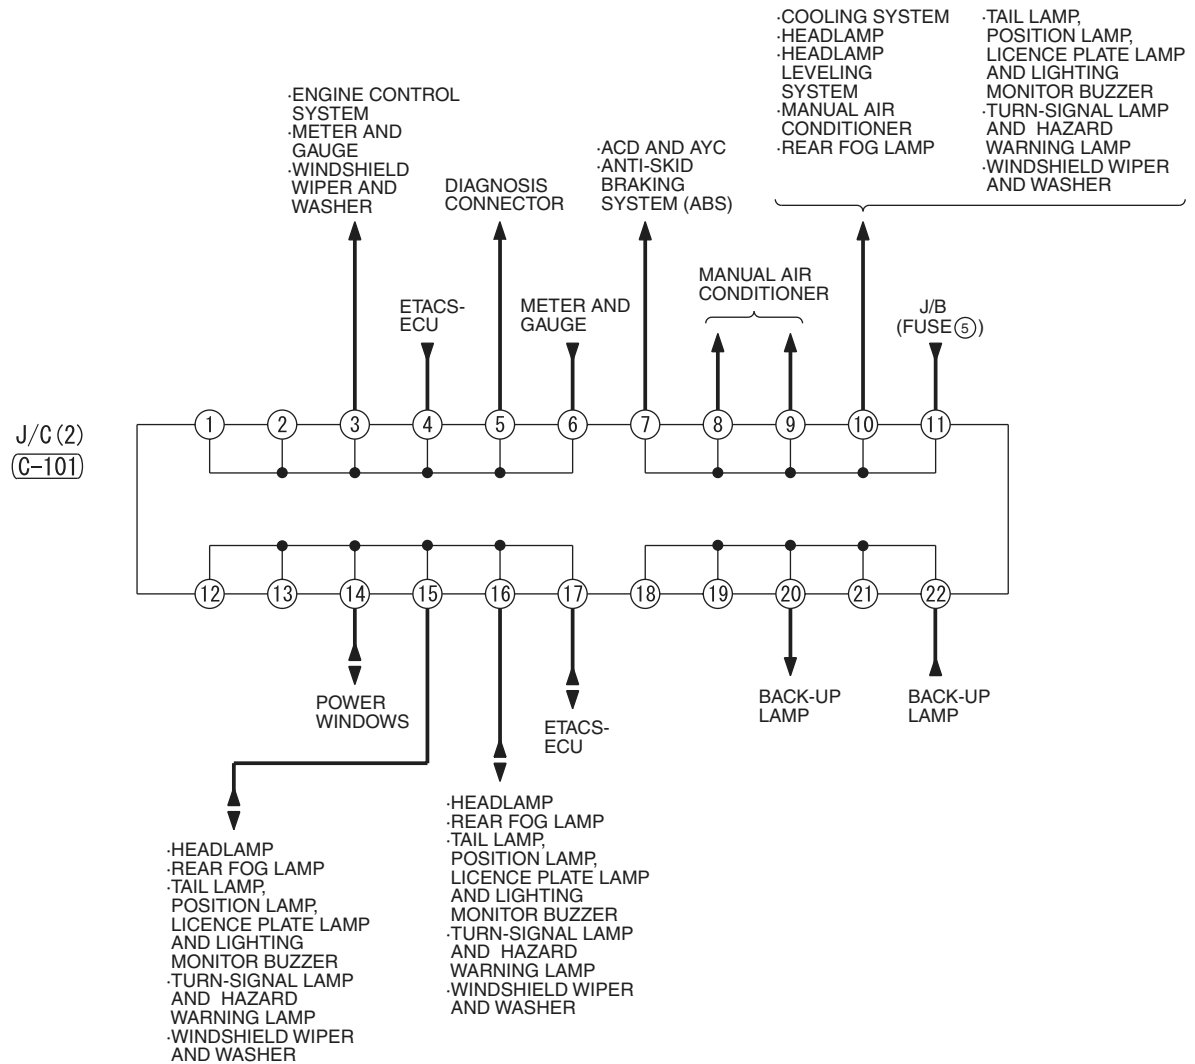 ·COOLING SYSTEM
·HEADLAMP
·HEADLAMP
LEVELING
SYSTEM
·MANUAL AIR
CONDITIONER
·REAR FOG LAMP
·TAIL LAMP,
POSITION LAMP,
LICENCE PLATE LAMP
AND LIGHTING
MONITOR BUZZER
·TURN-SIGNAL LAMP
AND HAZARD
WARNING LAMP
·WINDSHIELD WIPER
AND WASHER
·ENGINE CONTROL
SYSTEM
·METER AND
GAUGE
·WINDSHIELD
WIPER AND
WASHER
DIAGNOSIS
CONNECTOR
·ACD AND AYC
·ANTI-SKID
BRAKING
SYSTEM (ABS)
ETACS-
ECU
METER AND
GAUGE
MANUAL AIR
CONDITIONER
J/B
(FUSE ⑤)
J/C(2)
(C-101)
1 2 3 4 5 6 7 8 9 10 11
12 13 14 15 16 17 18 19 20 21 22
POWER
WINDOWS
ETACS-
ECU
BACK-UP
LAMP
BACK-UP
LAMP
·HEADLAMP
·REAR FOG LAMP
·TAIL LAMP,
POSITION LAMP,
LICENCE PLATE LAMP
AND LIGHTING
MONITOR BUZZER
·TURN-SIGNAL LAMP
AND HAZARD
WARNING LAMP
·WINDSHIELD WIPER
AND WASHER
·HEADLAMP
·REAR FOG LAMP
·TAIL LAMP,
POSITION LAMP,
LICENCE PLATE LAMP
AND LIGHTING
MONITOR BUZZER
·TURN-SIGNAL LAMP
AND HAZARD
WARNING LAMP
·WINDSHIELD WIPER
AND WASHER